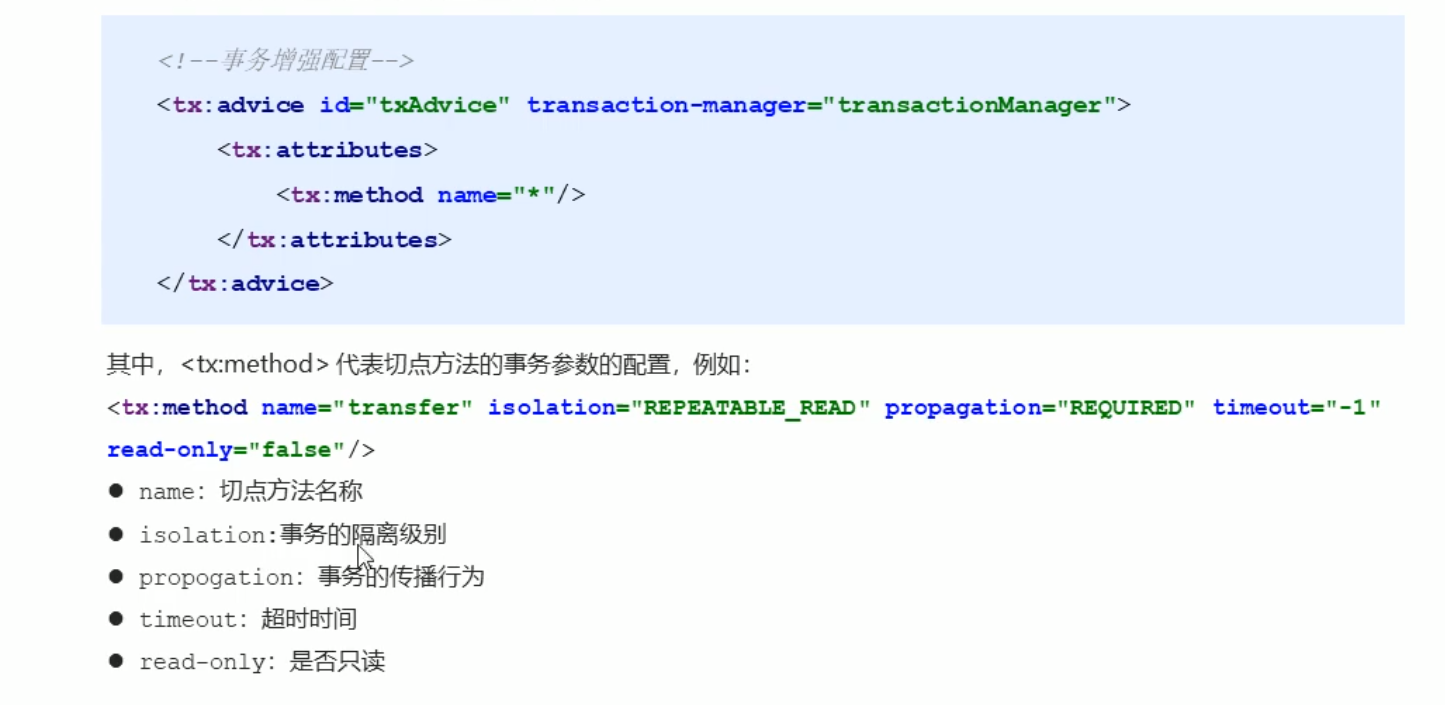 <!--事务增强配置-->
<tx:advice id="txAdvice" transaction-manager="transactionManager">
<tx:attributes>
<tx:method name="*"/>
</tx:attributes>
</tx:advice>
其中，<tx:method> 代表切点方法的事务参数的配置，例如：
<tx:method name="transfer" isolation="REPEATABLE_READ" propagation="REQUIRED" timeout="-1"
read-only="false"/>
● name：切点方法名称
● isolation:事务的隔离级别
● propogation：事务的传播行为
● timeout：超时时间
● read-only：是否只读